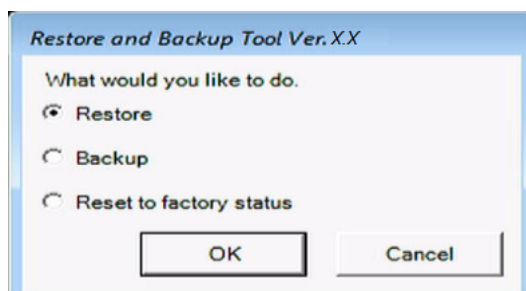 Restore and Backup Tool Ver. X.X
What would you like to do.
Restore
Backup
Reset to factory status
OK Cancel